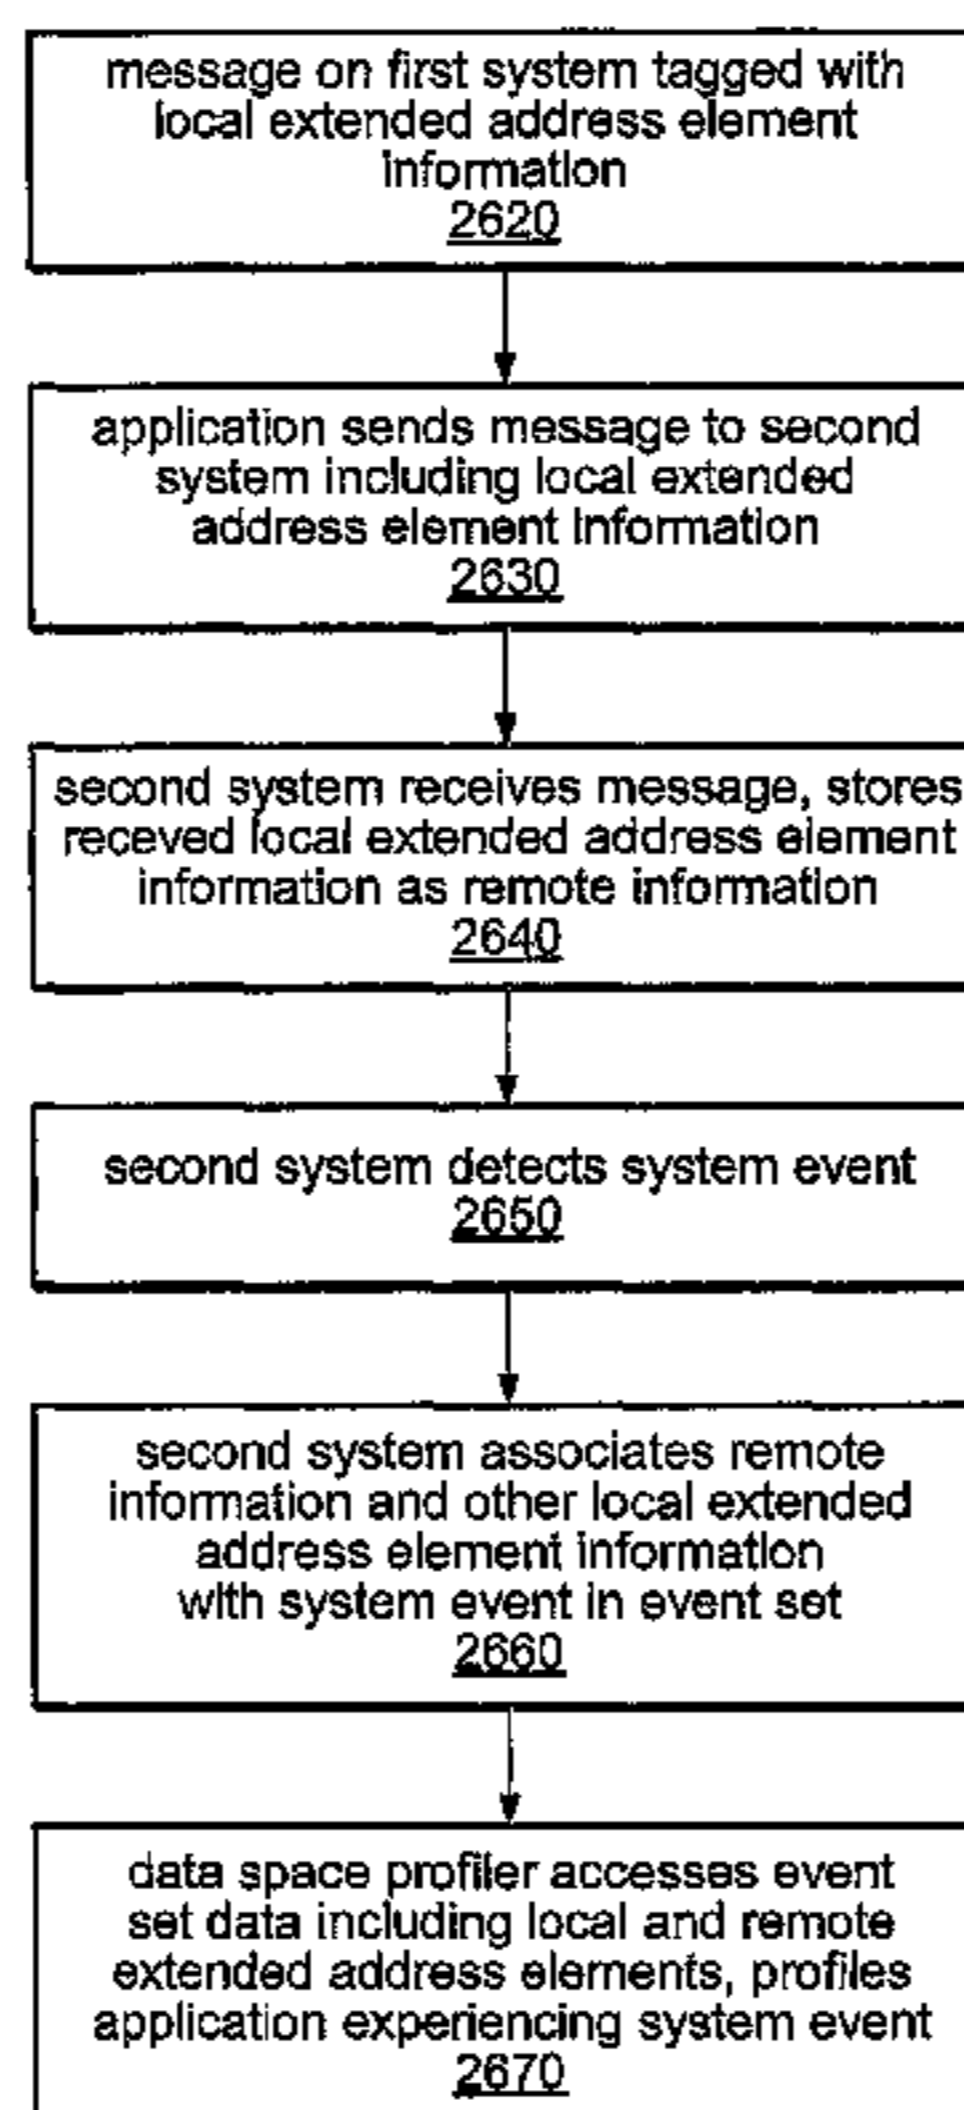 message on first system tagged with
local extended address element
information
2620
application sends message to second
system including local extended
address element information
2630
second system receives message, stores
receved local extended address element
information as remote information
2640
second system detects system event
2650
second system associates remote
information and other local extended
address element information
with system event in event set
2660
data space profiler accesses event
set data including local and remote
extended address elements, profiles
application experiencing system event
2670